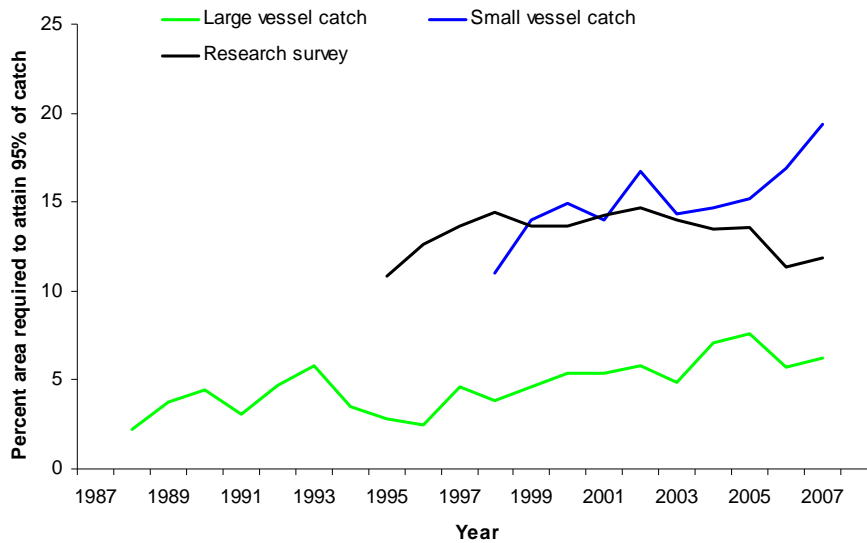 Large vessel catch
Small vessel catch
Research survey
Percent area required to attain 95% of catch
25
20
15
10
5
0
1987 1989 1991 1993 1995 1997 1999 2001 2003 2005 2007
Year